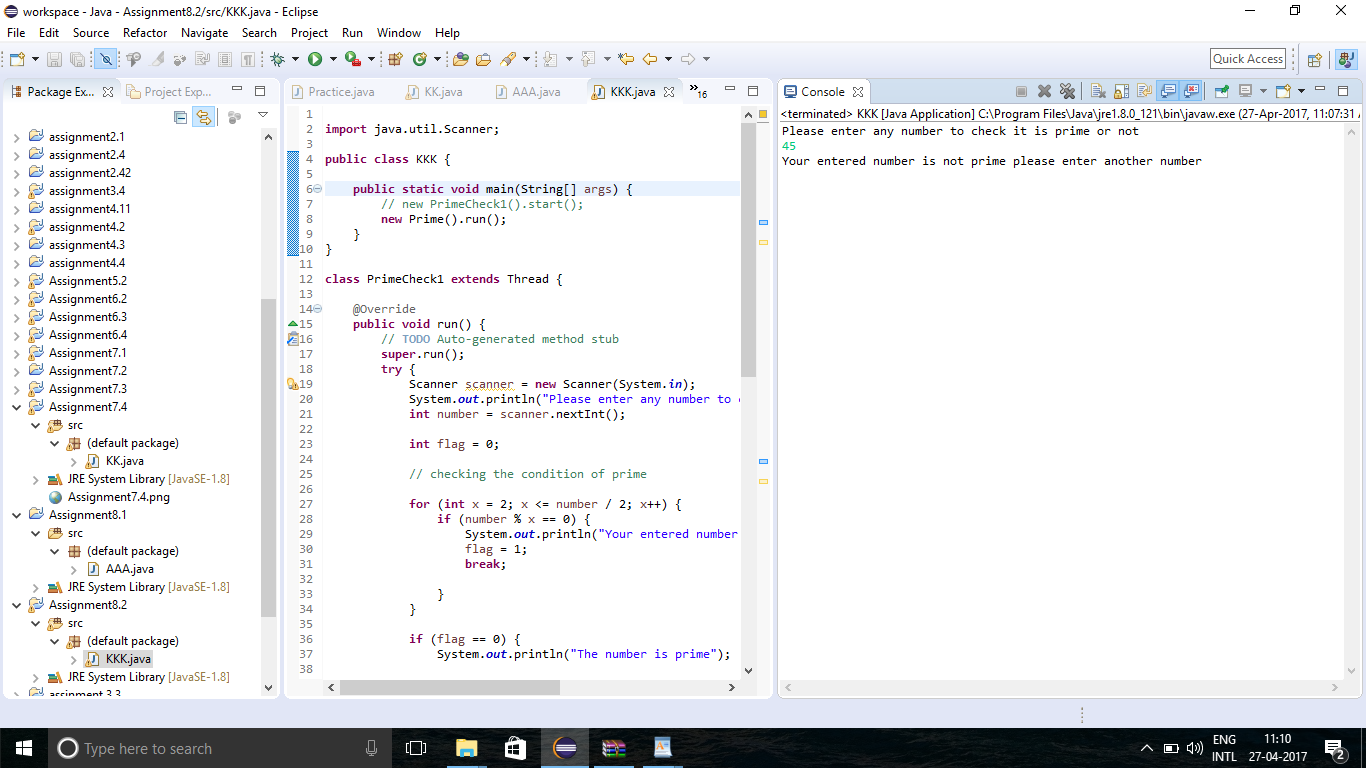 workspace - Java - Assignment8.2/src/KKK.java - Eclipse
File Edit Source Refactor Navigate Search Project Run Window Help
Quick Access
Package Ex...
Project Exp...
assignment2.1
assignment2.4
assignment2.42
assignment3.4
assignment4.11
assignment4.2
assignment4.3
assignment4.4
Assignment5.2
Assignment6.2
Assignment6.3
Assignment6.4
Assignment7.1
Assignment7.2
Assignment7.3
Assignment7.4
src
(default package)
KK.java
JRE System Library [JavaSE-1.8]
Assignment7.4.png
Assignment8.1
src
(default package)
AAA.java
JRE System Library [JavaSE-1.8]
Assignment8.2
src
(default package)
KKK.java
JRE System Library [JavaSE-1.8]
assinment 3.3
Practice.java KK.java AAA.java KKK.java »16
1
2 import java.util.Scanner;
3
4 public class KKK {
5
6 public static void main(String[] args) {
7 // new PrimeCheck1().start();
8 new Prime().run();
9 }
10 }
11
12 class PrimeCheck1 extends Thread {
13
14 @Override
15 public void run() {
16 // TODO Auto-generated method stub
17 super.run();
18 try {
19 Scanner scanner = new Scanner(System.in);
20 System.out.println("Please enter any number to
21 int number = scanner.nextInt();
22
23 int flag = 0;
24
25 // checking the condition of prime
26
27 for (int x = 2; x <= number / 2; x++) {
28 if (number % x == 0) {
29 System.out.println("Your entered number
30 flag = 1;
31 break;
32
33 }
34 }
35
36 if (flag == 0) {
37 System.out.println("The number is prime");
38
Console
<terminated> KKK [Java Application] C:\Program Files\Java\jre1.8.0_121\bin\javaw.exe (27-Apr-2017, 11:07:31
Please enter any number to check it is prime or not
45
Your entered number is not prime please enter another number
Type here to search
ENG
INTL
11:10
27-04-2017
2